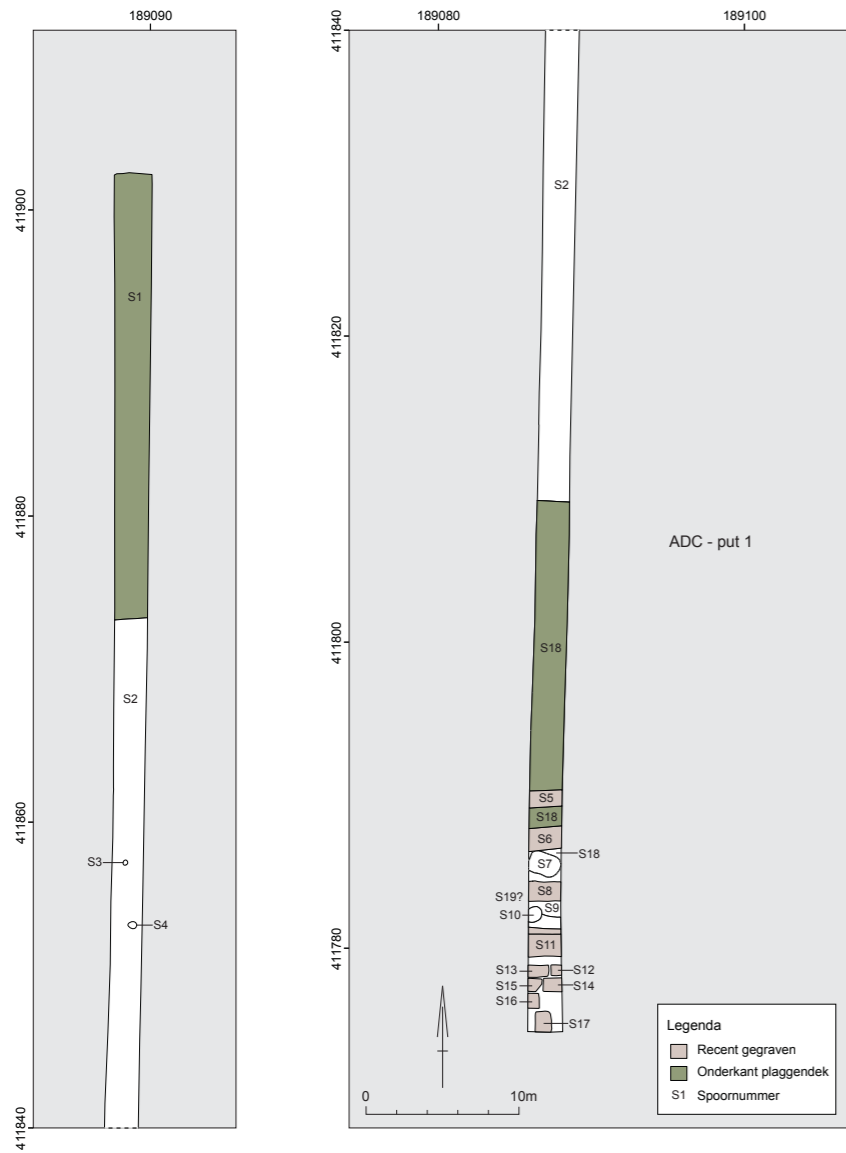 189090
411900
S1
411880
S2
411860
S3
S4
411840
189080
189100
411840
S2
411820
ADC - put 1
411800
S18
S5
S18
S6
S18
S7
S8
S19?
S9
S10
411780
S11
S13
S12
S15
S14
S16
S17
0
10m
Legenda
Recent gegraven
Onderkant plaggendek
S1 Spoornummer